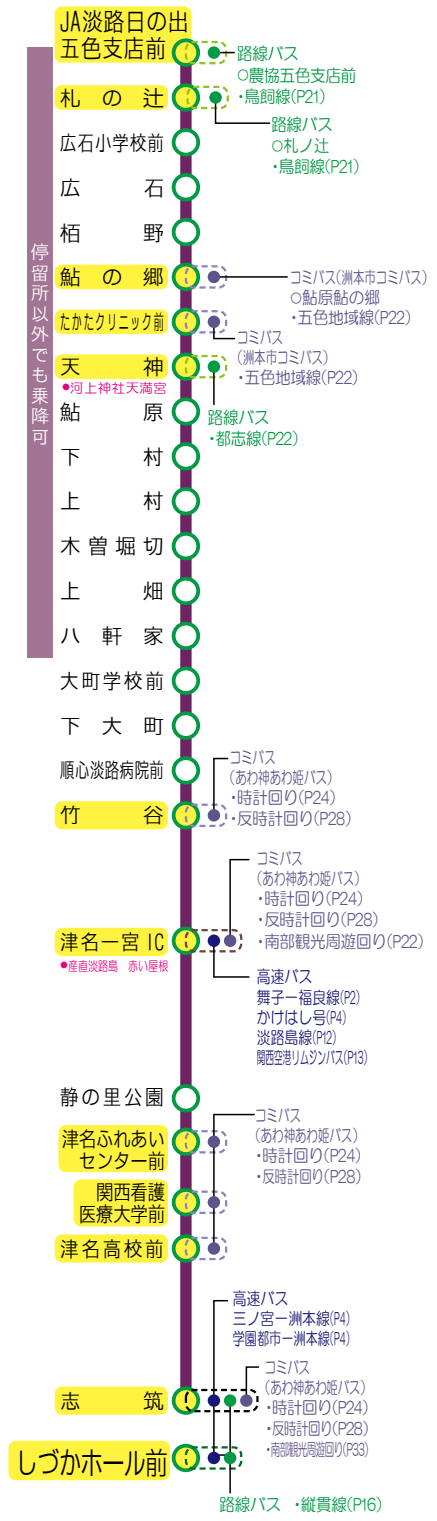 JA淡路日の出
五色支店前
路線バス
○農協五色支店前
・鳥飼線(P21)
札の辻
路線バス
○札ノ辻
・鳥飼線(P21)
広石小学校前
広石
栢野
停留所以外でも乗降可
鮎の郷
コミバス(洲本市コミバス)
○鮎原鮎の郷
・五色地域線(P22)
たかたクリニック前
コミバス
(洲本市コミバス)
・五色地域線(P22)
天神
●河上神社天満宮
路線バス
・都志線(P22)
鮎原
下村
上村
木曽堀切
上畑
八軒家
大町学校前
下大町
順心淡路病院前
コミバス
(あわ神あわ姫バス)
・時計回り(P24)
・反時計回り(P28)
竹谷
コミバス
(あわ神あわ姫バス)
・時計回り(P24)
・反時計回り(P28)
・南部観光周遊回り(P22)
津名一宮IC
●産直淡路島 赤い屋根
高速バス
舞子ー福良線(P2)
かけはし号(P4)
淡路島線(P12)
関西空港リムジンバス(P13)
静の里公園
コミバス
(あわ神あわ姫バス)
・時計回り(P24)
・反時計回り(P28)
津名ふれあい
センター前
関西看護
医療大学前
津名高校前
高速バス
三ノ宮ー洲本線(P4)
学園都市ー洲本線(P4)
コミバス
(あわ神あわ姫バス)
・時計回り(P24)
・反時計回り(P28)
・南部観光周遊回り(P33)
志筑
しづかホール前
路線バス ・縦貫線(P16)